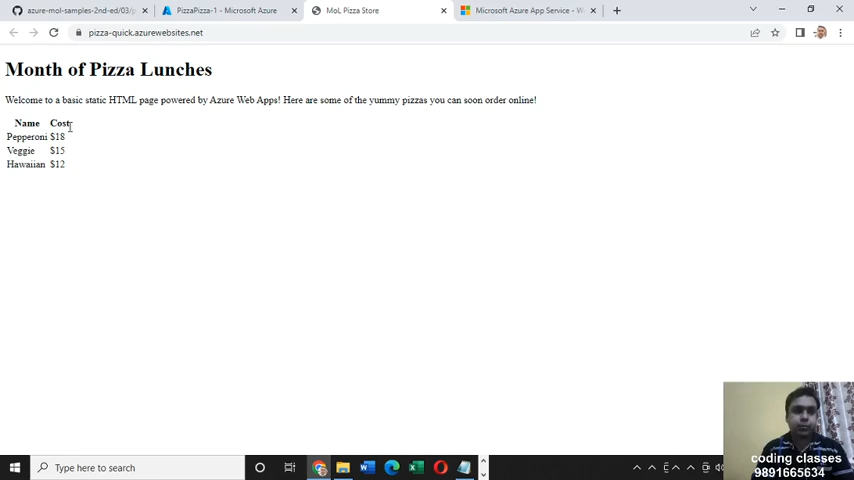 azure-mol-samples-2nd-ed/03/p
PizzaPizza-1 - Microsoft Azure
MoL Pizza Store
Microsoft Azure App Service - W
pizza-quick.azurewebsites.net
Month of Pizza Lunches
Welcome to a basic static HTML page powered by Azure Web Apps! Here are some of the yummy pizzas you can soon order online!
Name Cost
Pepperoni $18
Veggie $15
Hawaiian $12
Type here to search
coding classes
9891665634